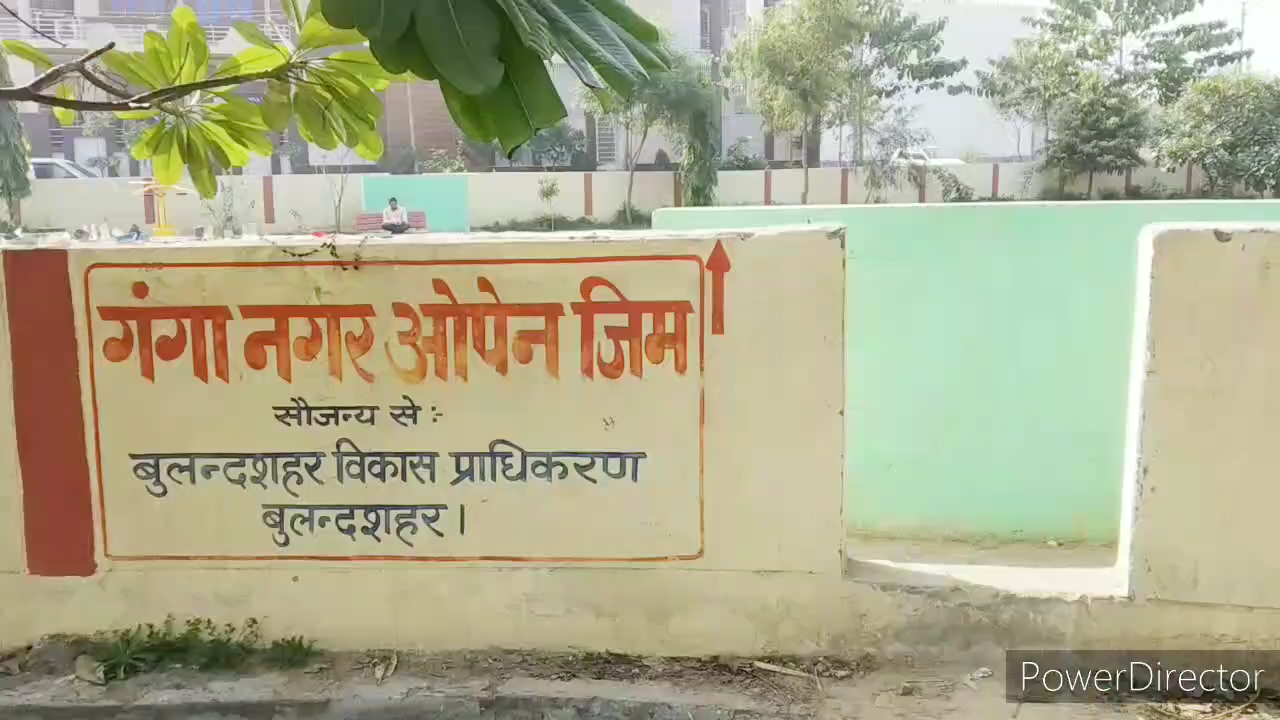 गंगा नगर ओपेन जिम
सौजन्य से :-
बुलन्दशहर विकास प्राधिकरण
बुलन्दशहर।
PowerDirector